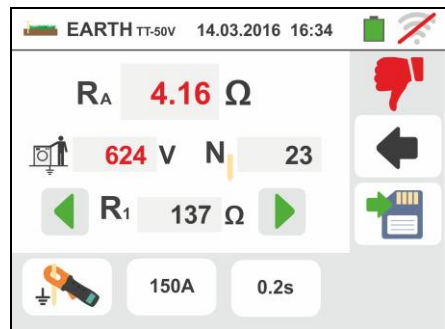 EARTH TT-50V 14.03.2016 16:34
RA 4.16 Ω
624 V N 23
R1 137 Ω
150A 0.2s